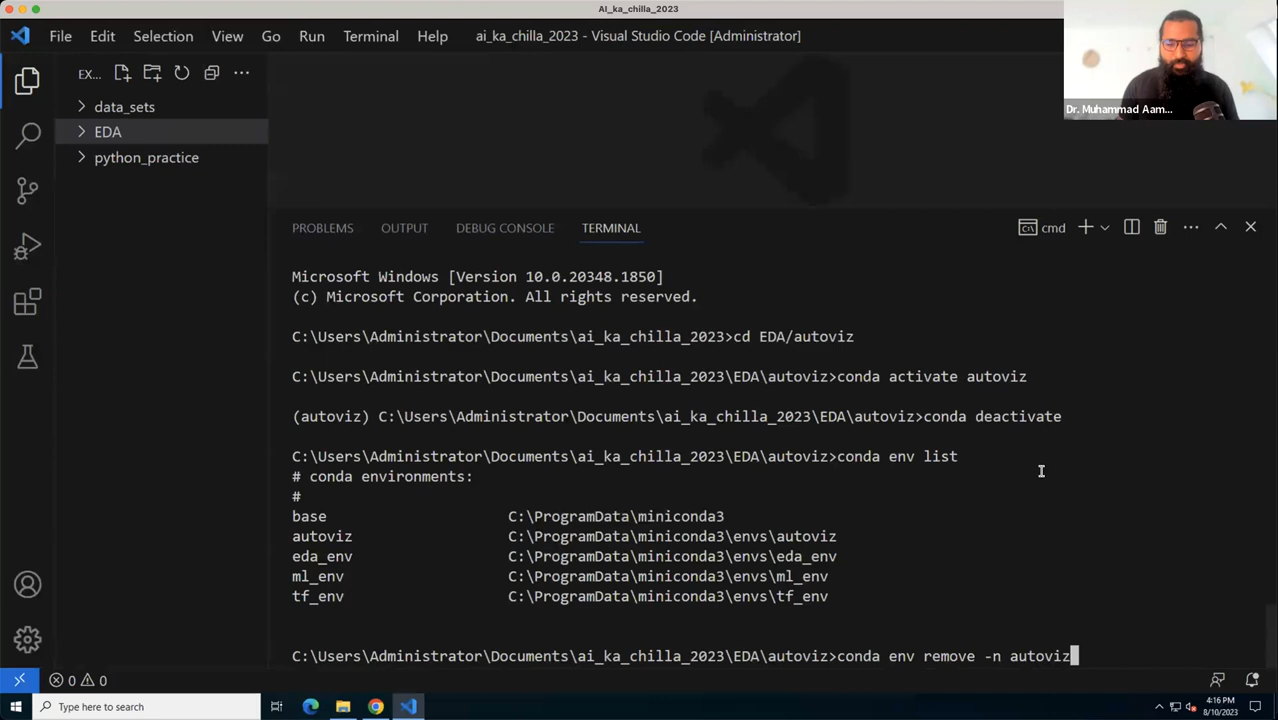 AI_ka_chilla_2023
File Edit Selection View Go Run Terminal Help ai_ka_chilla_2023 - Visual Studio Code [Administrator]
EX...
data_sets
EDA
python_practice
Dr. Muhammad Aam...
PROBLEMS OUTPUT DEBUG CONSOLE TERMINAL cmd
Microsoft Windows [Version 10.0.20348.1850]
(c) Microsoft Corporation. All rights reserved.
C:\Users\Administrator\Documents\ai_ka_chilla_2023>cd EDA/autoviz
C:\Users\Administrator\Documents\ai_ka_chilla_2023\EDA\autoviz>conda activate autoviz
(autoviz) C:\Users\Administrator\Documents\ai_ka_chilla_2023\EDA\autoviz>conda deactivate
C:\Users\Administrator\Documents\ai_ka_chilla_2023\EDA\autoviz>conda env list
# conda environments:
#
base C:\ProgramData\miniconda3
autoviz C:\ProgramData\miniconda3\envs\autoviz
eda_env C:\ProgramData\miniconda3\envs\eda_env
ml_env C:\ProgramData\miniconda3\envs\ml_env
tf_env C:\ProgramData\miniconda3\envs\tf_env
C:\Users\Administrator\Documents\ai_ka_chilla_2023\EDA\autoviz>conda env remove -n autoviz
0 0
Type here to search
4:16 PM
8/10/2023